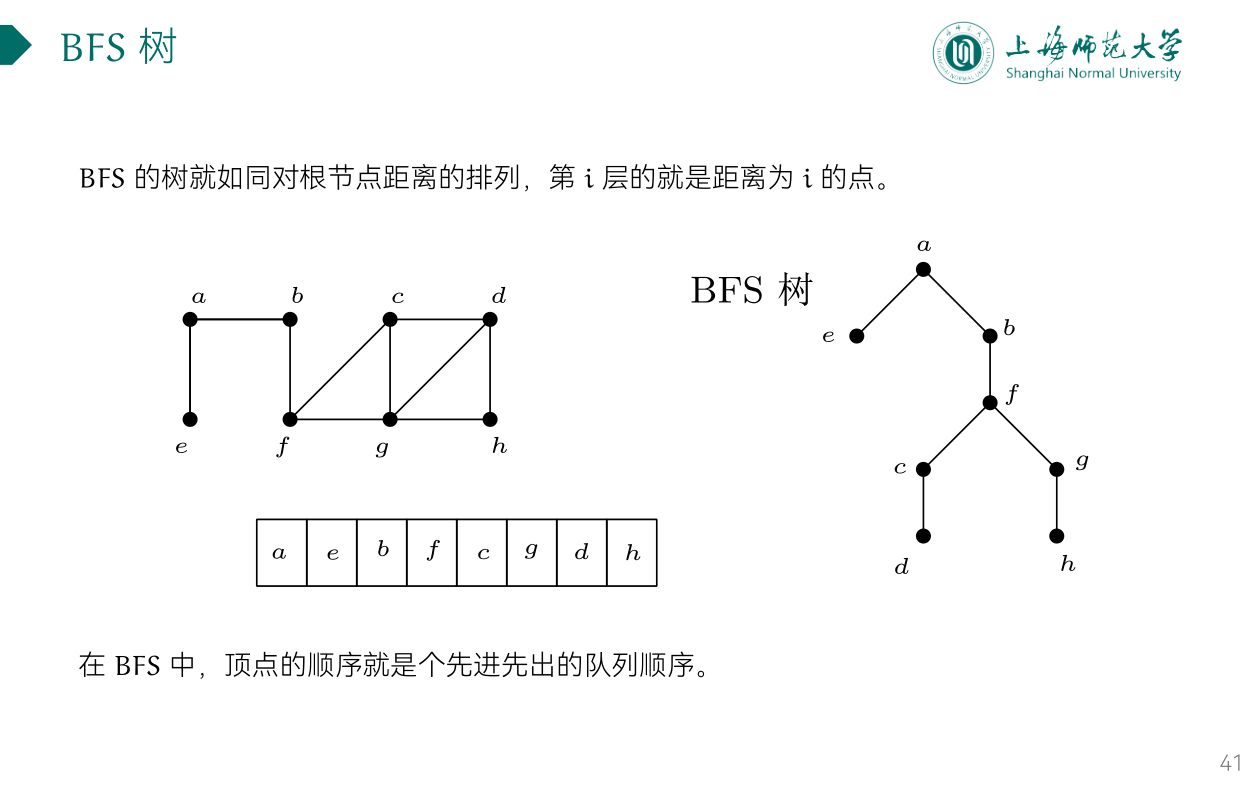 BFS 树
上海师范大学
Shanghai Normal University
BFS 的树就如同对根节点距离的排列，第 i 层的就是距离为 i 的点。
a b c d
e f g h
BFS 树
a
e b
f
c g
d h
a e b f c g d h
在 BFS 中，顶点的顺序就是个先进先出的队列顺序。
41